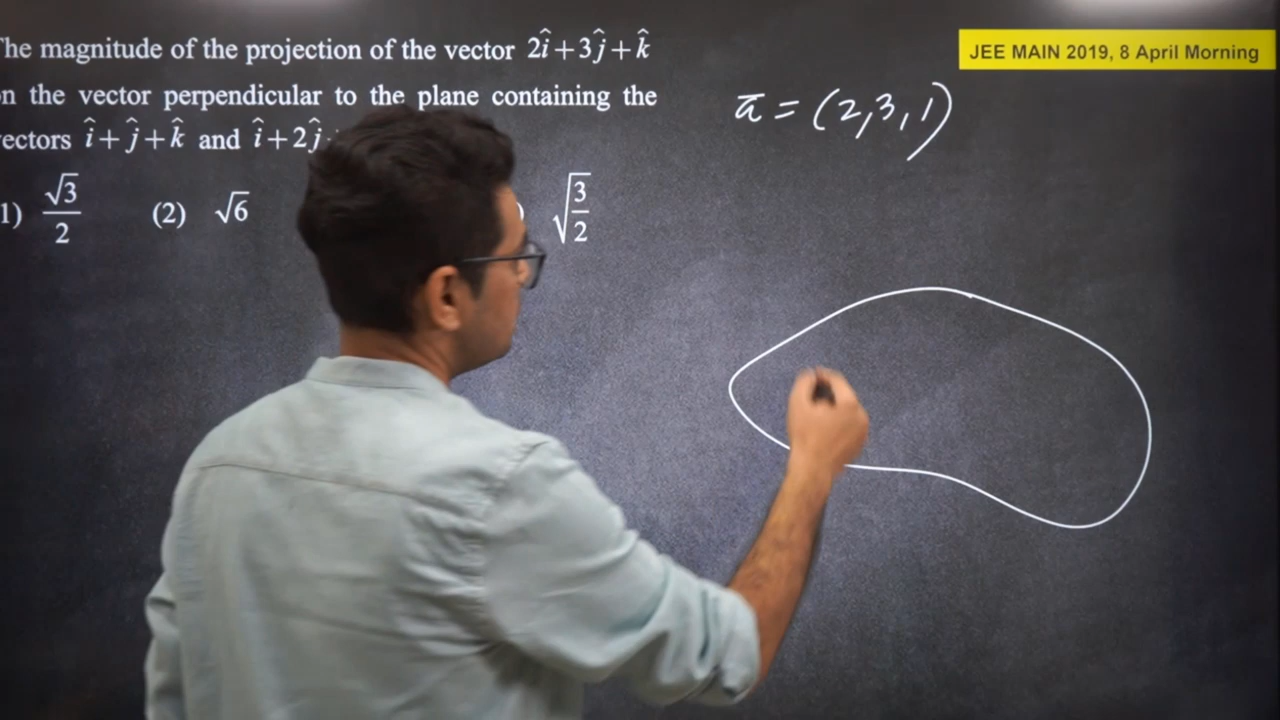 he magnitude of the projection of the vector 2î+3ĵ+k̂
n the vector perpendicular to the plane containing the
ectors î+ĵ+k̂ and î+2ĵ
1) √3/2 (2) √6 ) √(3/2)
JEE MAIN 2019, 8 April Morning
a̅ = (2,3,1)